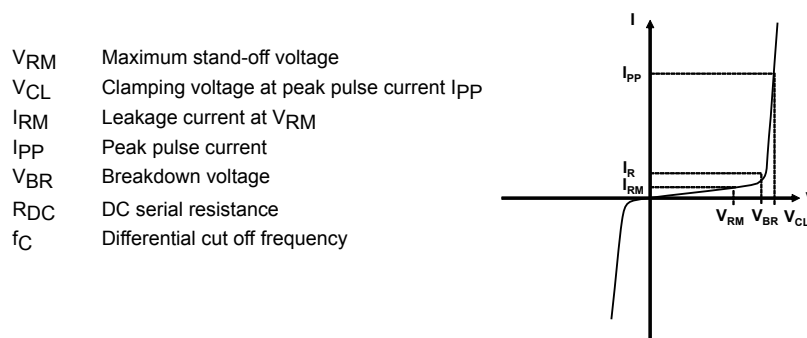 VRM Maximum stand-off voltage
VCL Clamping voltage at peak pulse current IPP
IRM Leakage current at VRM
IPP Peak pulse current
VBR Breakdown voltage
RDC DC serial resistance
fC Differential cut off frequency
I
IPP
IR
IRM
V
VRM VBR VCL